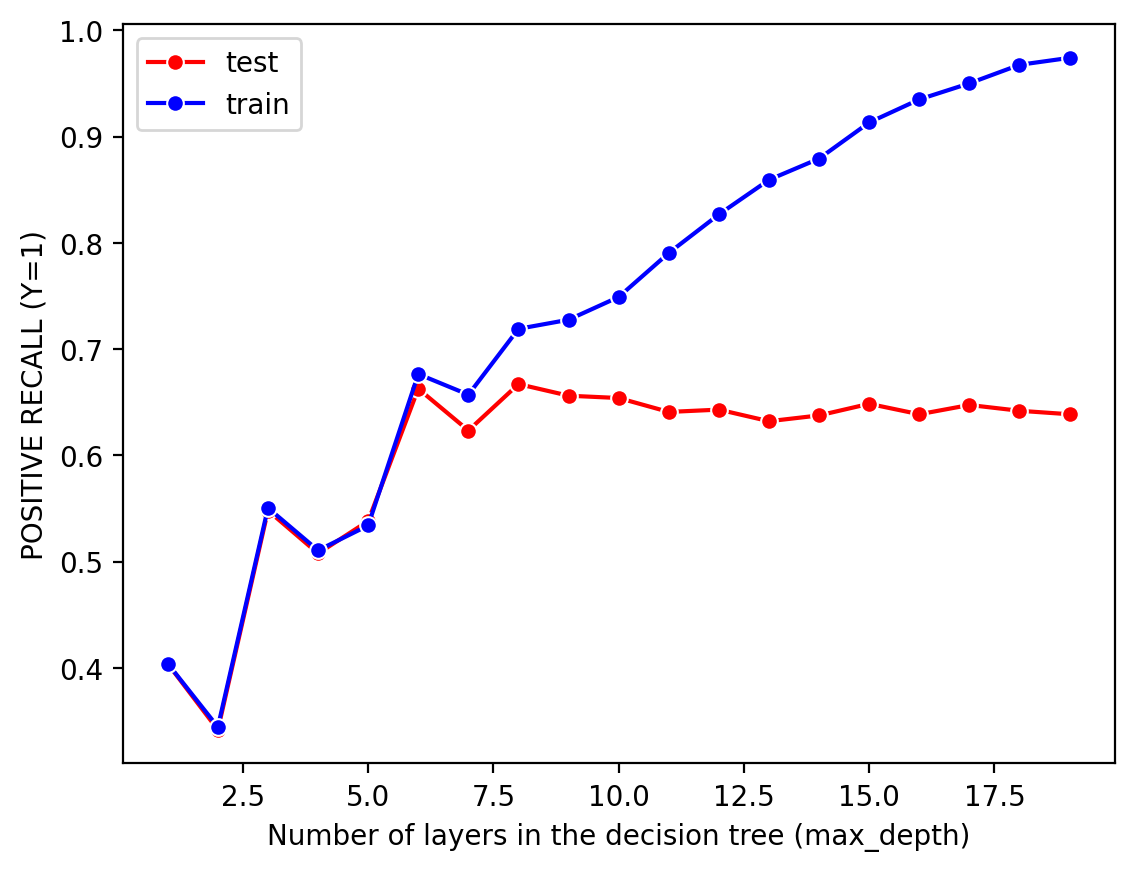 test
train
1.0
0.9
0.8
0.7
0.6
0.5
0.4
POSITIVE RECALL (Y=1)
2.5 5.0 7.5 10.0 12.5 15.0 17.5
Number of layers in the decision tree (max_depth)